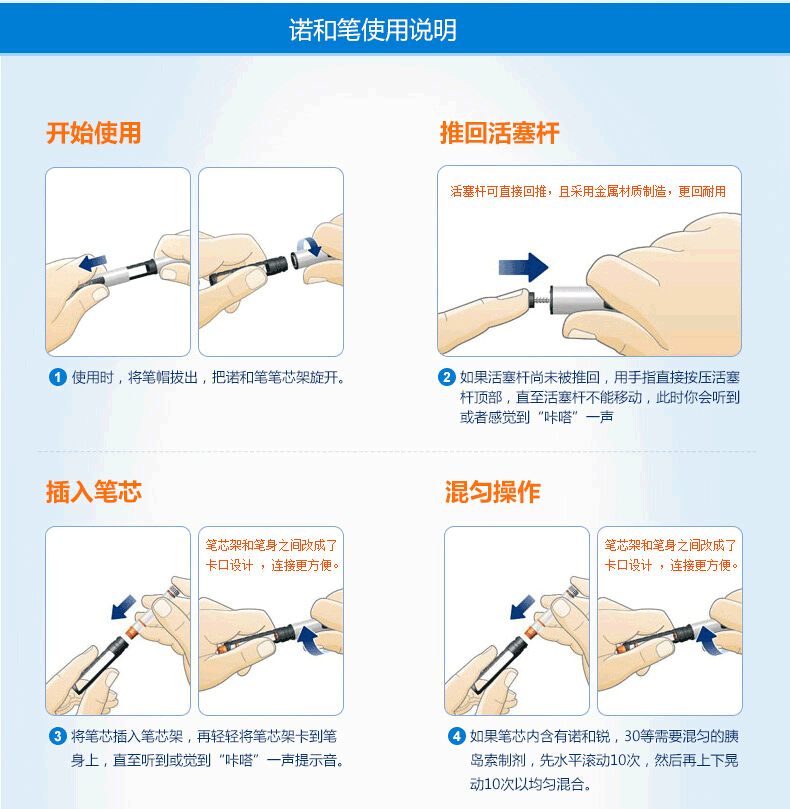 诺和笔使用说明
开始使用
推回活塞杆
活塞杆可直接回推，且采用金属材质制造，更回耐用
1 使用时，将笔帽拔出，把诺和笔笔芯架旋开。
2 如果活塞杆尚未被推回，用手指直接按压活塞
杆顶部，直至活塞杆不能移动，此时你会听到
或者感觉到“咔嗒”一声
插入笔芯
混匀操作
笔芯架和笔身之间改成了
卡口设计 ，连接更方便。
笔芯架和笔身之间改成了
卡口设计 ，连接更方便。
3 将笔芯插入笔芯架，再轻轻将笔芯架卡到笔
身上，直至听到或觉到“咔嗒”一声提示音。
4 如果笔芯内含有诺和锐，30等需要混匀的胰
岛索制剂，先水平滚动10次，然后再上下晃
动10次以均匀混合。